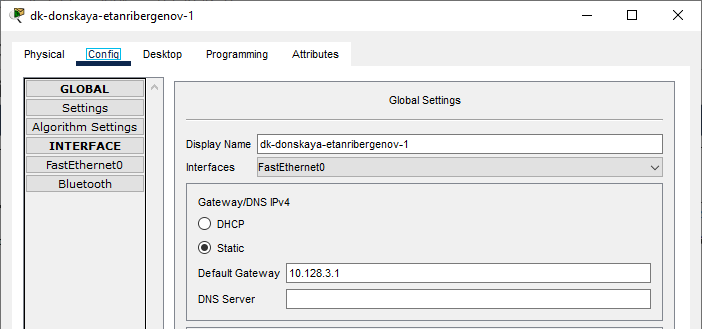 dk-donskaya-etanribergenov-1
Physical Config Desktop Programming Attributes
GLOBAL
Settings
Algorithm Settings
INTERFACE
FastEthernet0
Bluetooth
Global Settings
Display Name dk-donskaya-etanribergenov-1
Interfaces FastEthernet0
Gateway/DNS IPv4
DHCP
Static
Default Gateway 10.128.3.1
DNS Server